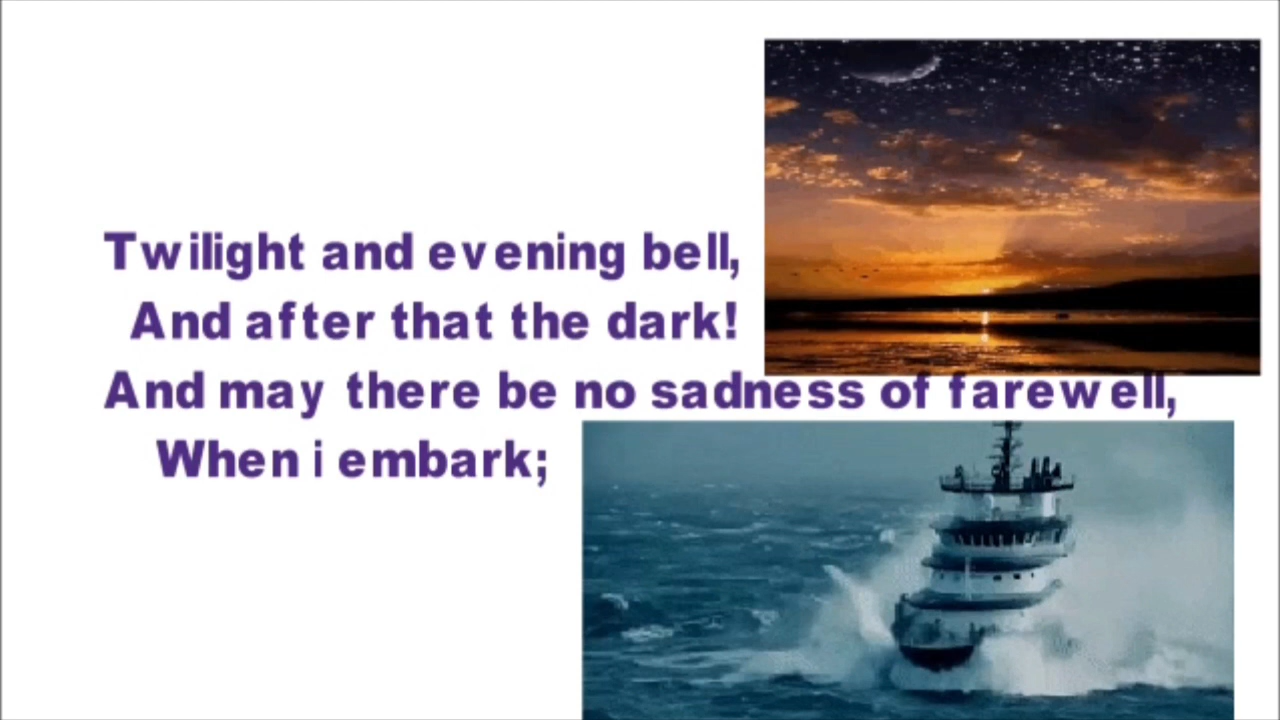 Twilight and evening bell,
And after that the dark!
And may there be no sadness of farewell,
When i embark;